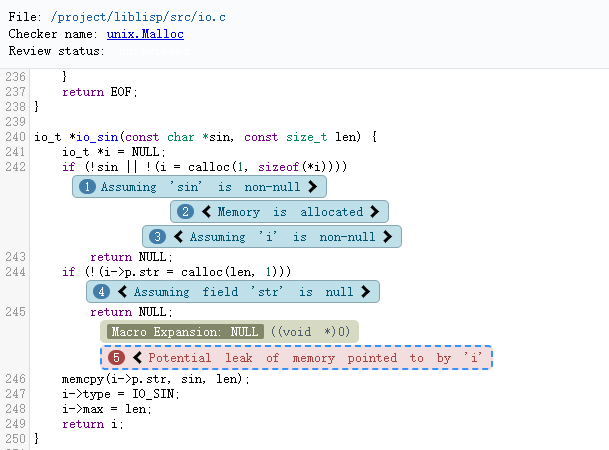 File: /project/liblisp/src/io.c
Checker name: unix.Malloc
Review status:
236     }
237     return EOF;
238 }
239
240 io_t *io_sin(const char *sin, const size_t len) {
241     io_t *i = NULL;
242     if (!sin || !(i = calloc(1, sizeof(*i))))
1 Assuming 'sin' is non-null
2 Memory is allocated
3 Assuming 'i' is non-null
243         return NULL;
244     if (!(i->p.str = calloc(len, 1)))
4 Assuming field 'str' is null
245         return NULL;
Macro Expansion: NULL ((void *)0)
5 Potential leak of memory pointed to by 'i'
246     memcpy(i->p.str, sin, len);
247     i->type = IO_SIN;
248     i->max = len;
249     return i;
250 }